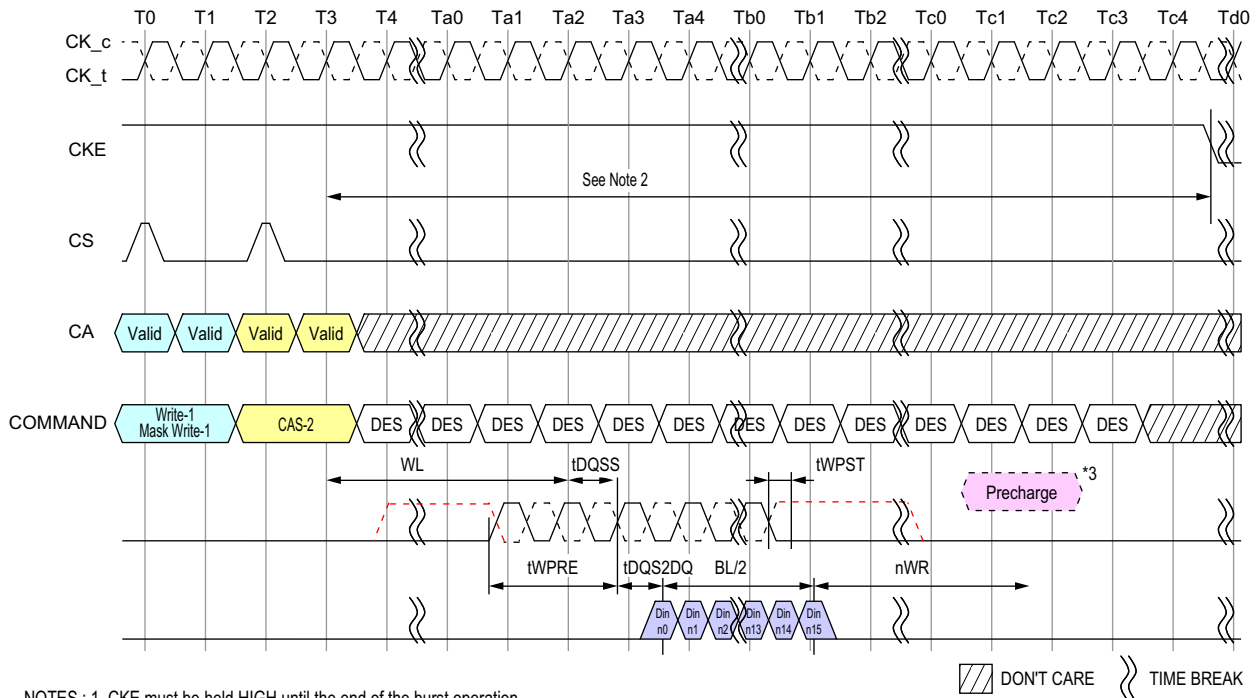 T0 T1 T2 T3 T4 Ta0 Ta1 Ta2 Ta3 Ta4 Tb0 Tb1 Tb2 Tc0 Tc1 Tc2 Tc3 Tc4 Td0
CK_c
CK_t
CKE
See Note 2
CS
CA Valid Valid Valid Valid
COMMAND Write-1 Mask Write-1 CAS-2 DES DES DES DES DES DES DES DES DES DES DES DES DES
WL tDQSS tWPST
Precharge *3
tWPRE tDQS2DQ BL/2 nWR
Din n0 Din n1 Din n2 Din n13 Din n14 Din n15
DON'T CARE TIME BREAK
NOTES : 1. CKE must be held HIGH until the end of the burst operation.